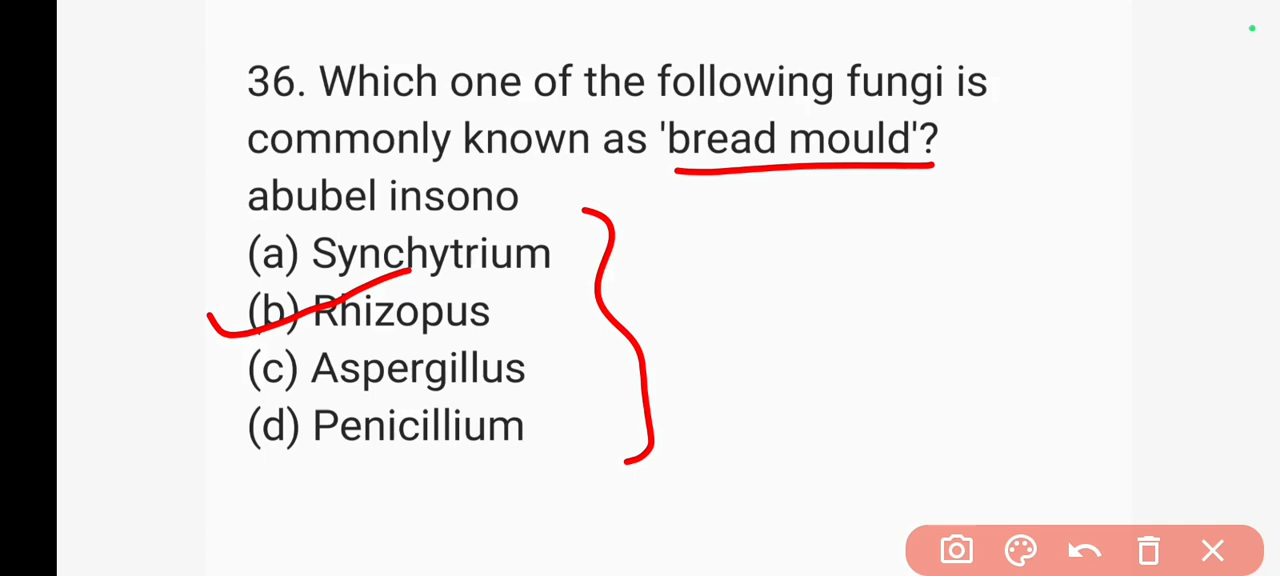 36. Which one of the following fungi is
commonly known as 'bread mould'?
abubel insono
(a) Synchytrium
(b) Rhizopus
(c) Aspergillus
(d) Penicillium